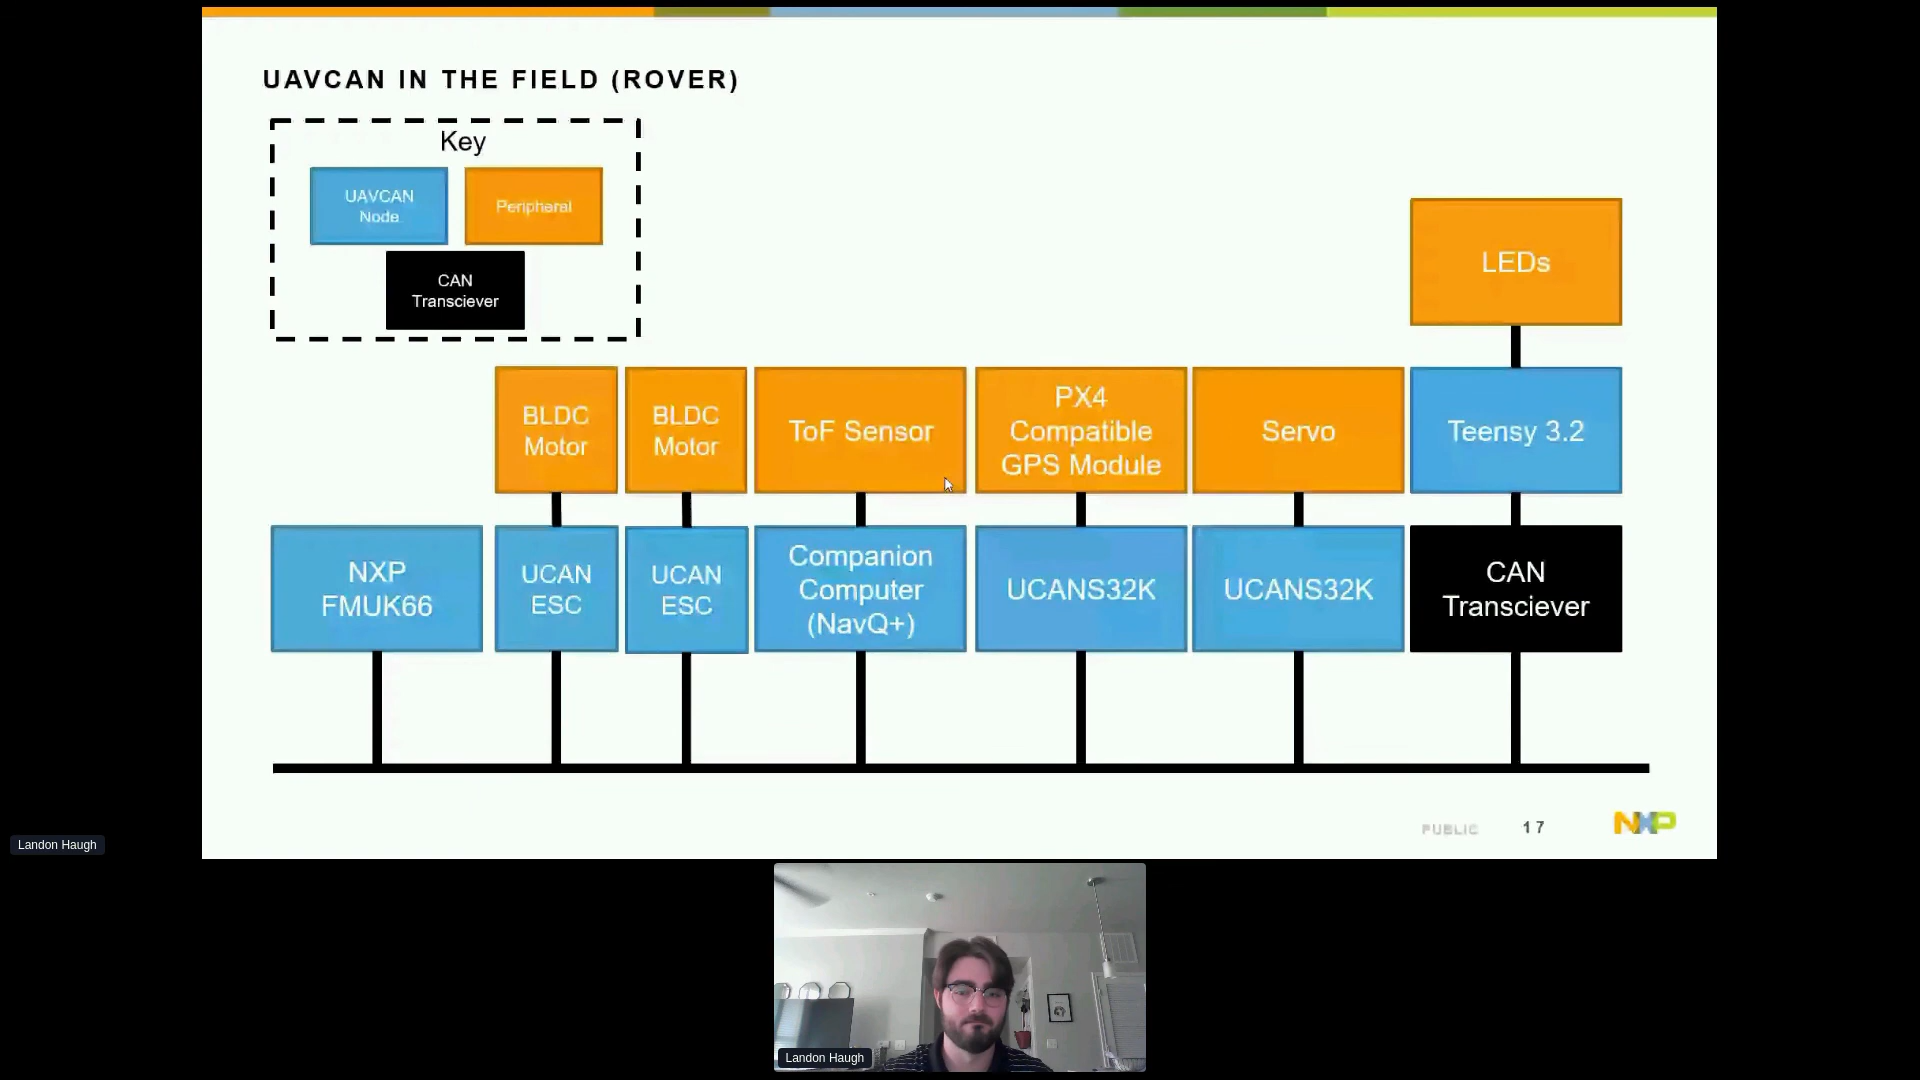 UAVCAN IN THE FIELD (ROVER)
Key
UAVCAN
Node
Peripheral
CAN
Transciever
LEDs
BLDC
Motor
BLDC
Motor
ToF Sensor
PX4
Compatible
GPS Module
Servo
Teensy 3.2
NXP
FMUK66
UCAN
ESC
UCAN
ESC
Companion
Computer
(NavQ+)
UCANS32K
UCANS32K
CAN
Transciever
PUBLIC
17
NXP
Landon Haugh
Landon Haugh